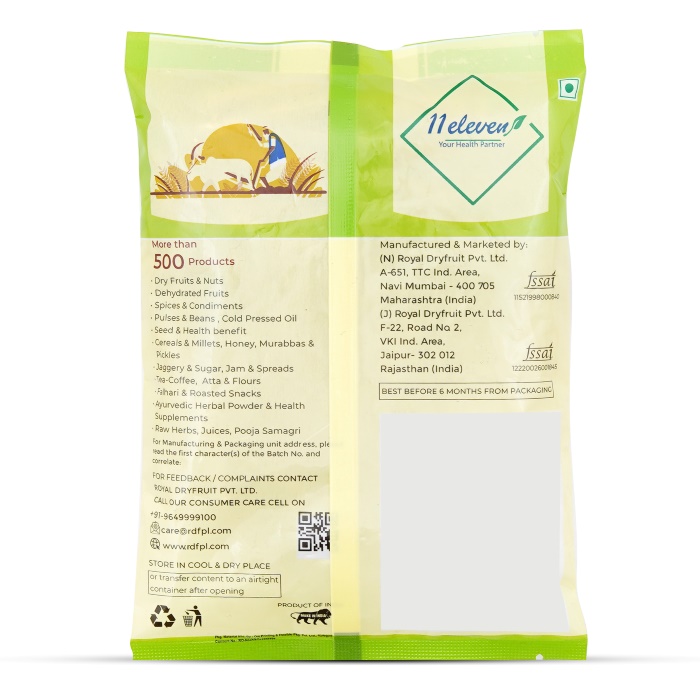 11 eleven
Your Health Partner
More than
500 Products
· Dry Fruits & Nuts
· Dehydrated Fruits
· Spices & Condiments
· Pulses & Beans , Cold Pressed Oil
· Seed & Health benefit
· Cereals & Millets, Honey, Murabbas &
Pickles
· Jaggery & Sugar, Jam & Spreads
· Tea-Coffee, Atta & Flours
· Falhari & Roasted Snacks
· Ayurvedic Herbal Powder & Health
Supplements
· Raw Herbs, Juices, Pooja Samagri
For Manufacturing & Packaging unit address, ple
read the first character(s) of the Batch No. and
correlate:
FOR FEEDBACK / COMPLAINTS CONTACT
ROYAL DRYFRUIT PVT. LTD.
CALL OUR CONSUMER CARE CELL ON
+91-9649999100
care@rdfpl.com
www.rdfpl.com
STORE IN COOL & DRY PLACE
or transfer content to an airtight
container after opening
PRODUCT OF IN
MAKE IN INDIA
Manufactured & Marketed by:
(N) Royal Dryfruit Pvt. Ltd.
A-651, TTC Ind. Area,
Navi Mumbai - 400 705
Maharashtra (India)
fssai
11521998000840
(J) Royal Dryfruit Pvt. Ltd.
F-22, Road No. 2,
VKI Ind. Area,
Jaipur- 302 012
Rajasthan (India)
fssai
12220026001845
BEST BEFORE 6 MONTHS FROM PACKAGING